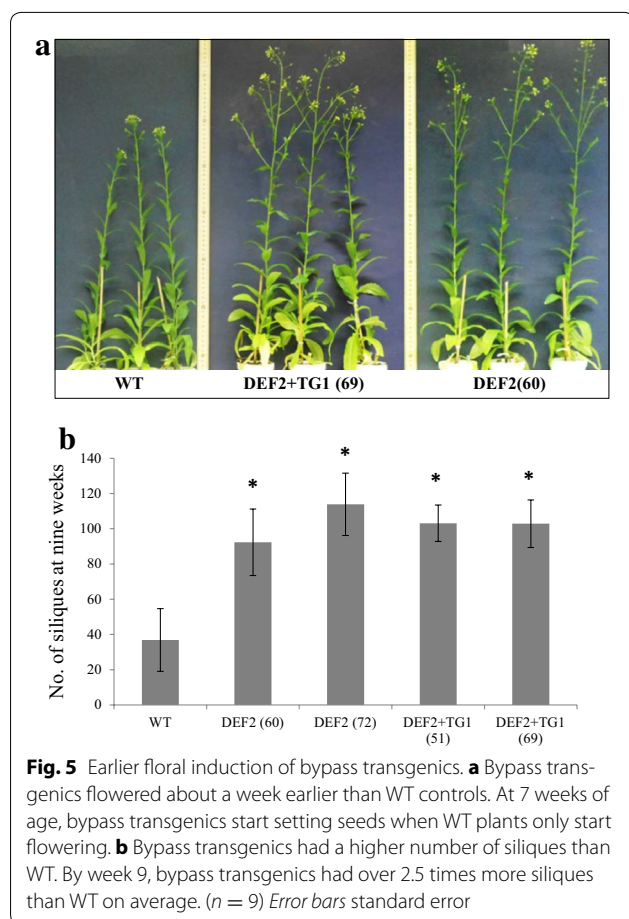 a
WT
DEF2+TG1 (69)
DEF2(60)
b
No. of siliques at nine weeks
140
120
100
80
60
40
20
0
*
*
*
*
WT
DEF2 (60)
DEF2 (72)
DEF2+TG1
(51)
DEF2+TG1
(69)
Fig. 5 Earlier floral induction of bypass transgenics. a Bypass trans-
genics flowered about a week earlier than WT controls. At 7 weeks of
age, bypass transgenics start setting seeds when WT plants only start
flowering. b Bypass transgenics had a higher number of siliques than
WT. By week 9, bypass transgenics had over 2.5 times more siliques
than WT on average. (n = 9) Error bars standard error